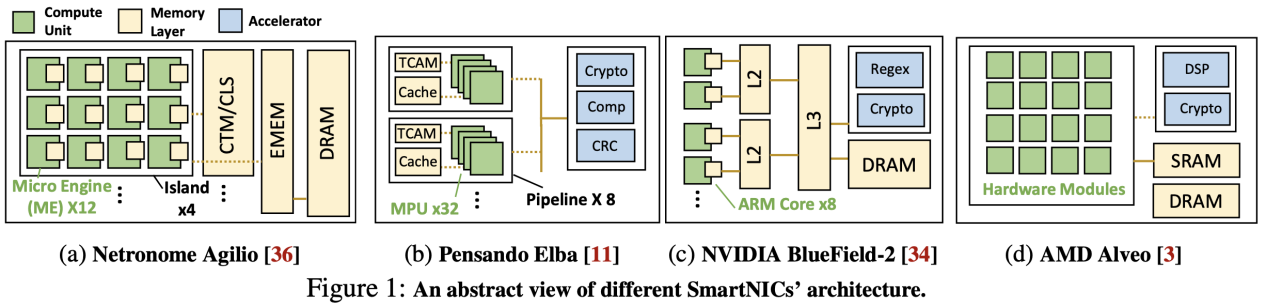 Compute Unit
Memory Layer
Accelerator
CTM/CLS
EMEM
DRAM
Micro Engine
(ME) X12
Island
x4
(a) Netronome Agilio [36]
TCAM
Cache
TCAM
Cache
MPU x32
Pipeline X 8
Crypto
Comp
CRC
(b) Pensando Elba [11]
L2
L2
L3
Regex
Crypto
DRAM
ARM Core x8
(c) NVIDIA BlueField-2 [34]
Hardware Modules
DSP
Crypto
SRAM
DRAM
(d) AMD Alveo [3]
Figure 1: An abstract view of different SmartNICs’ architecture.